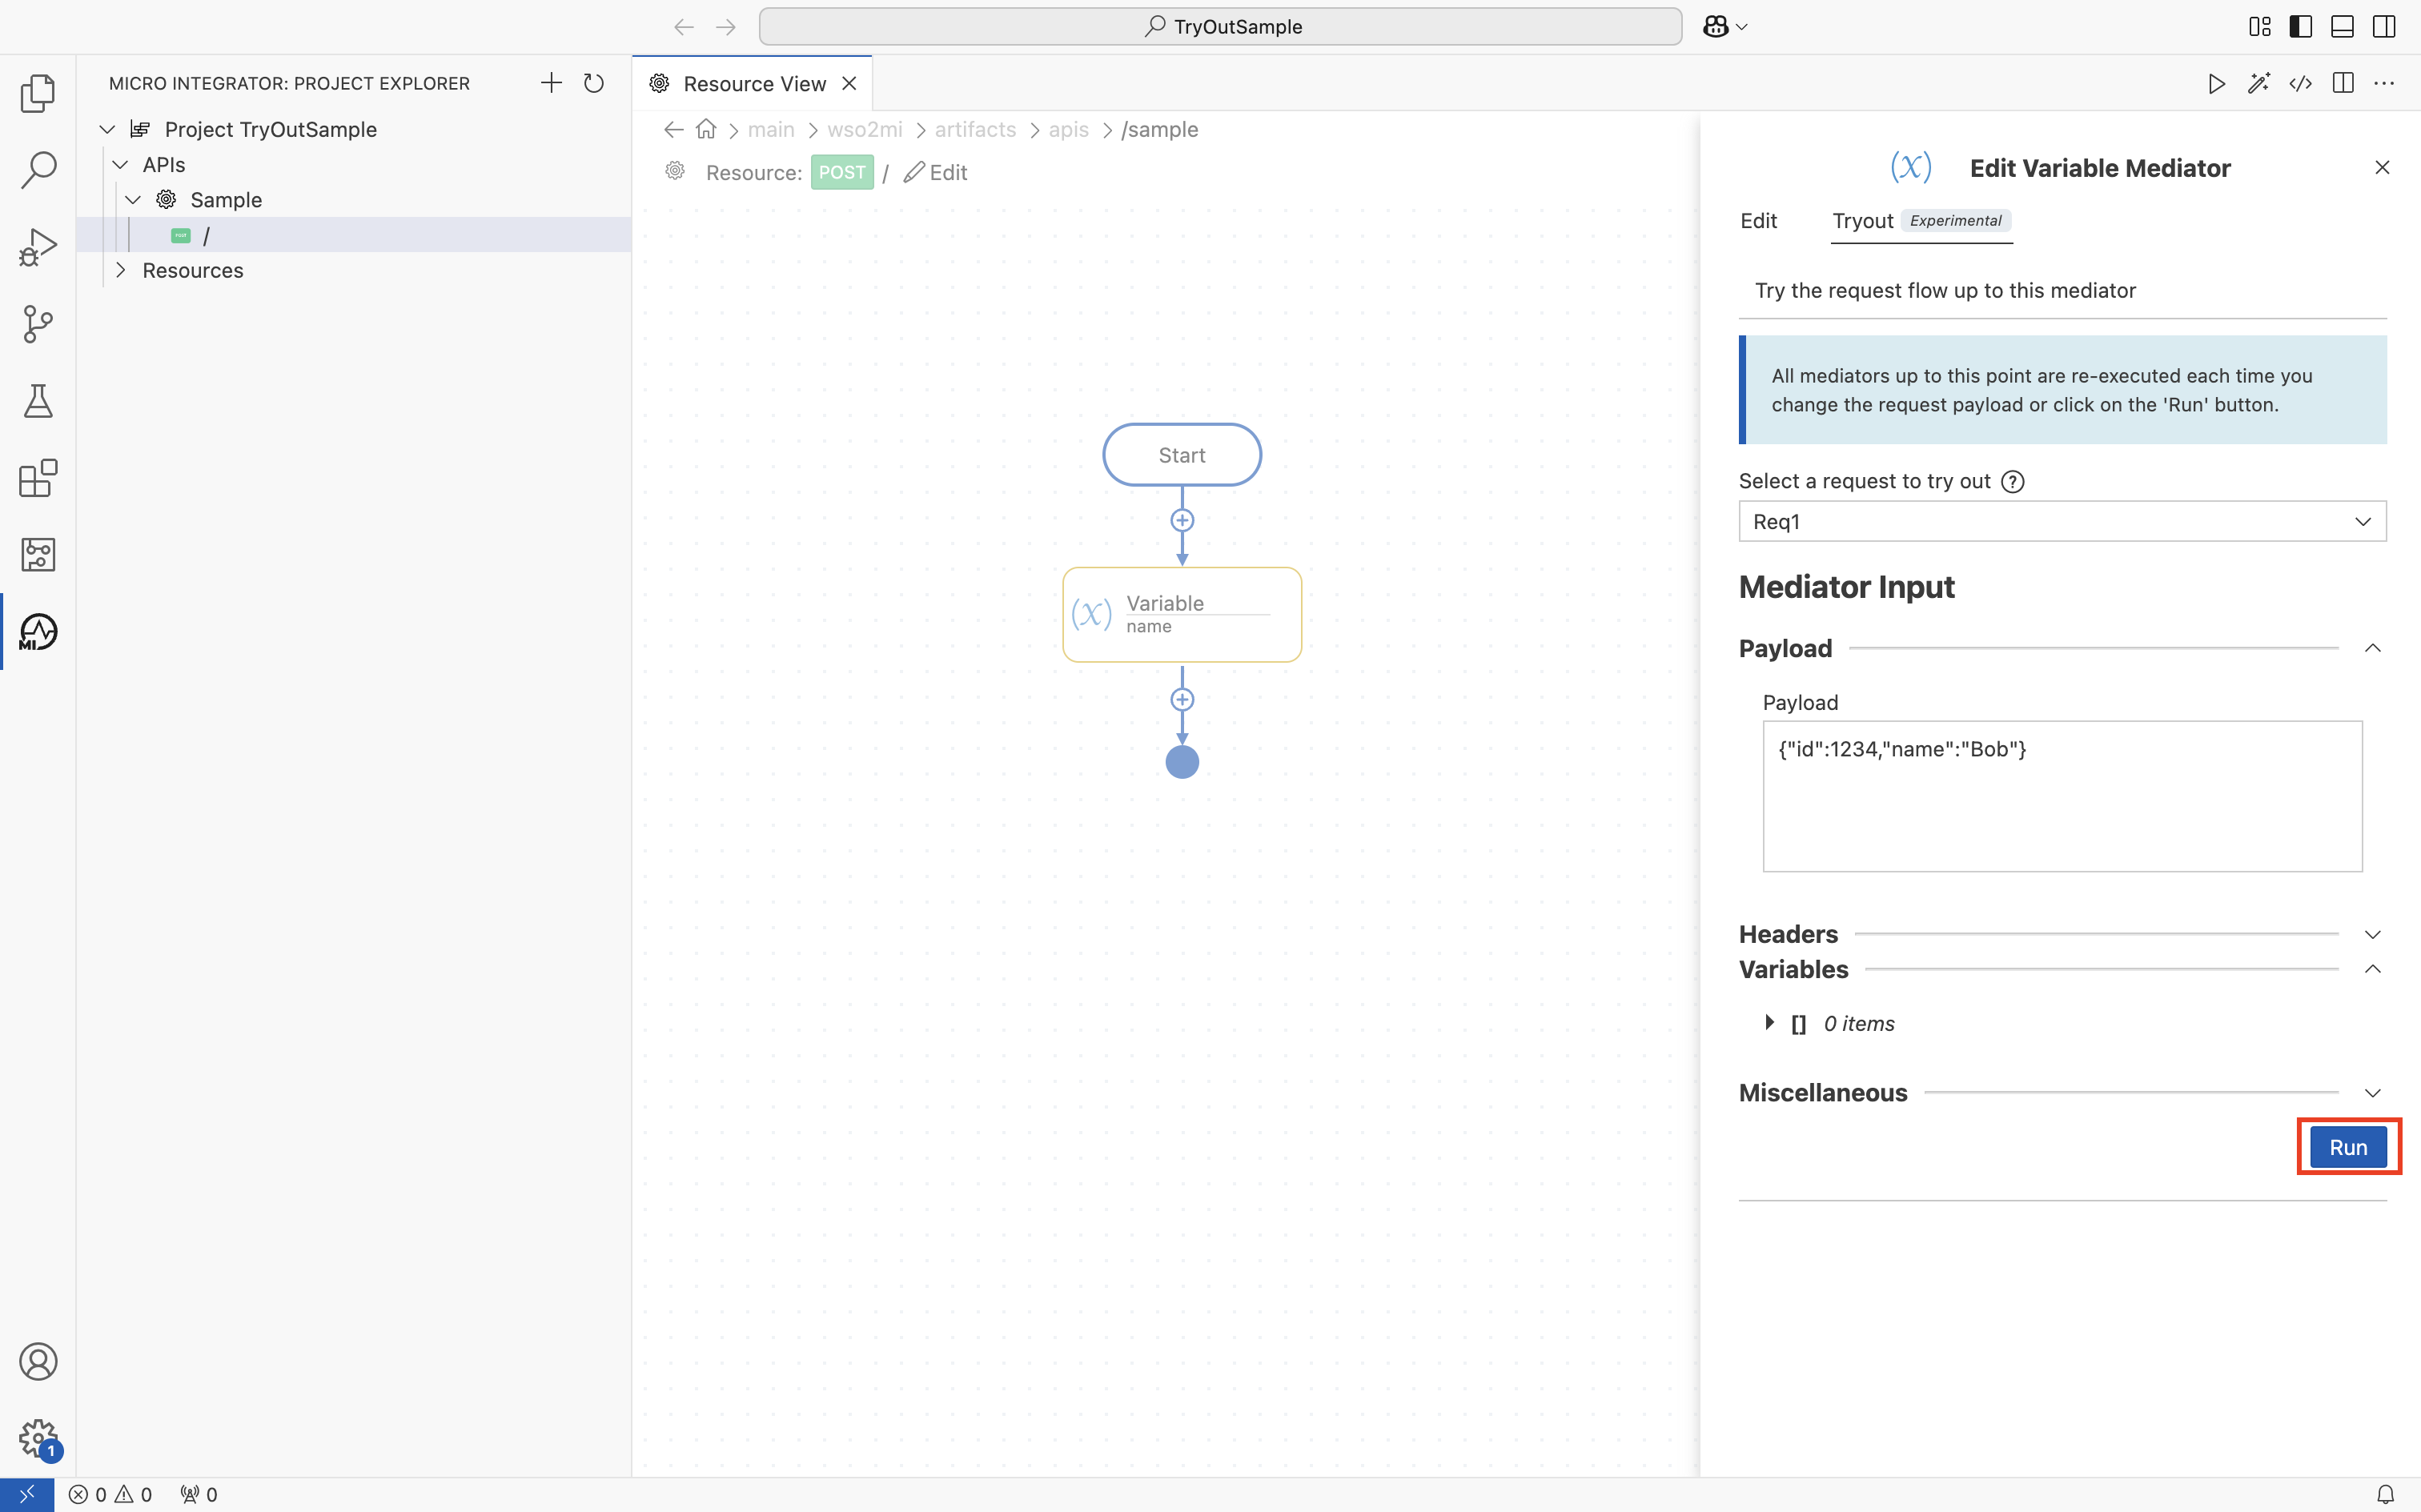 TryOutSample
MICRO INTEGRATOR: PROJECT EXPLORER
Project TryOutSample
APIs
Sample
POST /
Resources
Resource View
main > wso2mi > artifacts > apis > /sample
Resource: POST / Edit
Start
Variable
name
Edit Variable Mediator
Edit
Tryout Experimental
Try the request flow up to this mediator
All mediators up to this point are re-executed each time you
change the request payload or click on the 'Run' button.
Select a request to try out ?
Req1
Mediator Input
Payload
Payload
{"id":1234,"name":"Bob"}
Headers
Variables
[] 0 items
Miscellaneous
Run
MI
1
0 0 0